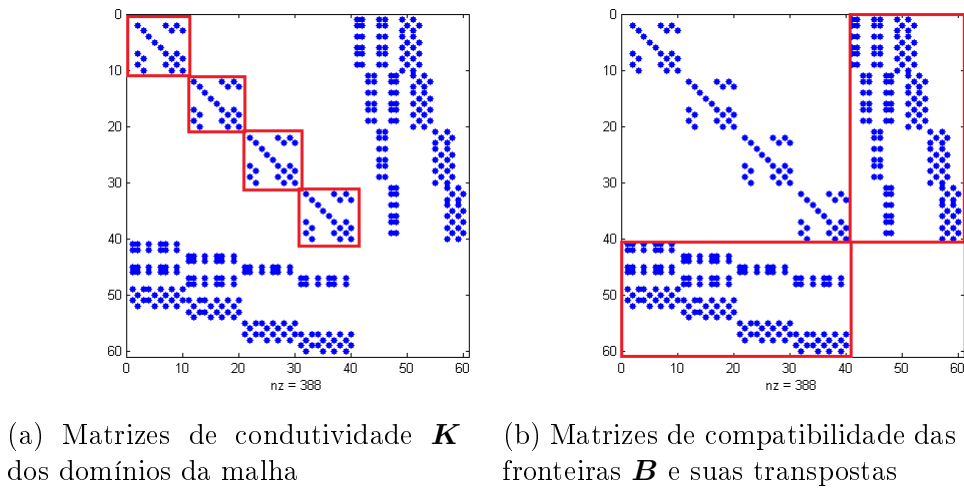 0
10
20
30
40
50
60
0 10 20 30 40 50 60
nz = 388
0
10
20
30
40
50
60
0 10 20 30 40 50 60
nz = 388
(a) Matrizes de condutividade K
dos domínios da malha
(b) Matrizes de compatibilidade das
fronteiras B e suas transpostas